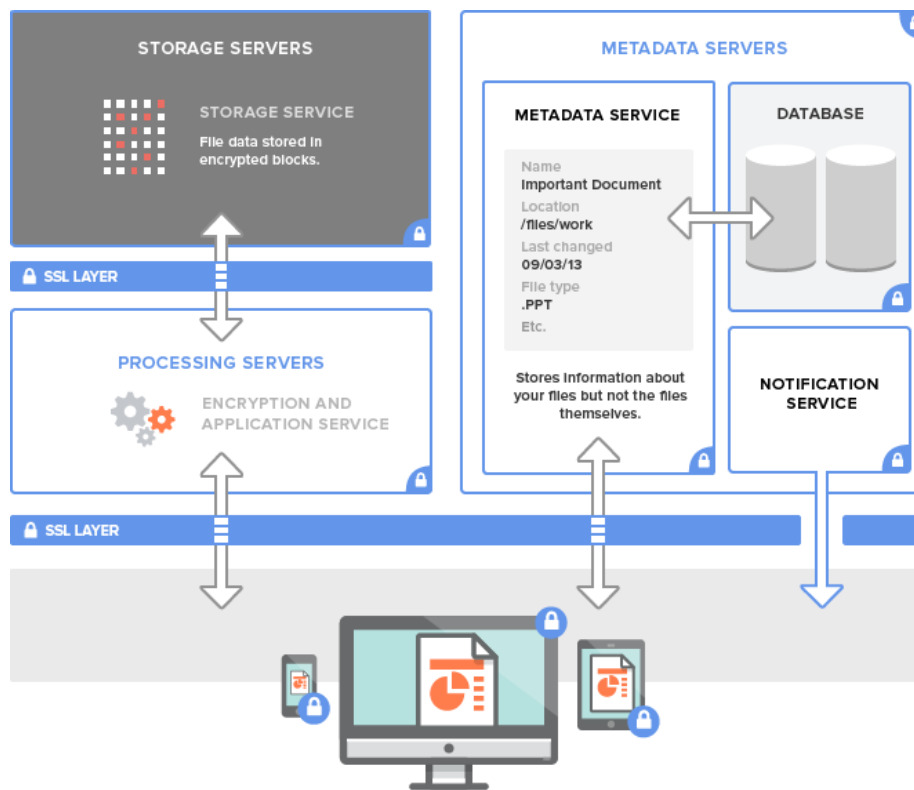 STORAGE SERVERS
STORAGE SERVICE
File data stored in
encrypted blocks.
SSL LAYER
PROCESSING SERVERS
ENCRYPTION AND
APPLICATION SERVICE
METADATA SERVERS
METADATA SERVICE
Name
Important Document
Location
/files/work
Last changed
09/03/13
File type
.PPT
Etc.
Stores information about
your files but not the files
themselves.
DATABASE
NOTIFICATION
SERVICE
SSL LAYER